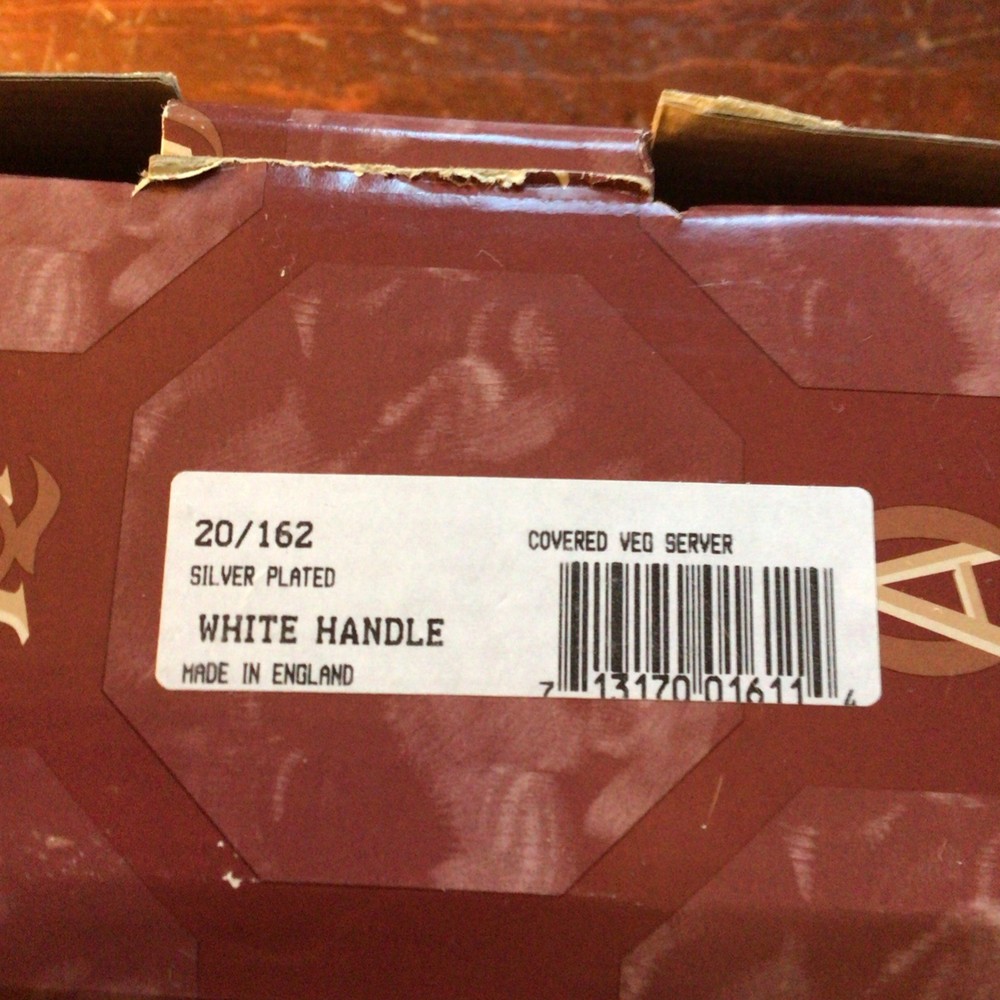 20/162
SILVER PLATED
WHITE HANDLE
MADE IN ENGLAND
COVERED VEG SERVER
7 13170 01611 4
&
A